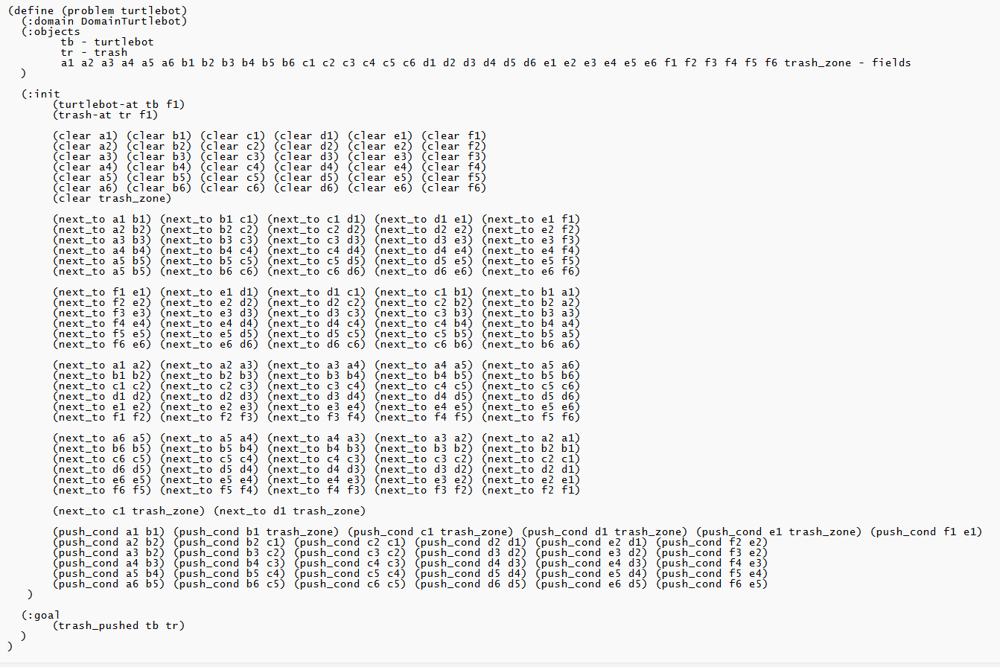 (define (problem turtlebot)
(:domain DomainTurtlebot)
(:objects
tb - turtlebot
tr - trash
a1 a2 a3 a4 a5 a6 b1 b2 b3 b4 b5 b6 c1 c2 c3 c4 c5 c6 d1 d2 d3 d4 d5 d6 e1 e2 e3 e4 e5 e6 f1 f2 f3 f4 f5 f6 trash_zone - fields
)
(:init
(turtlebot-at tb f1)
(trash-at tr f1)
(clear a1) (clear b1) (clear c1) (clear d1) (clear e1) (clear f1)
(clear a2) (clear b2) (clear c2) (clear d2) (clear e2) (clear f2)
(clear a3) (clear b3) (clear c3) (clear d3) (clear e3) (clear f3)
(clear a4) (clear b4) (clear c4) (clear d4) (clear e4) (clear f4)
(clear a5) (clear b5) (clear c5) (clear d5) (clear e5) (clear f5)
(clear a6) (clear b6) (clear c6) (clear d6) (clear e6) (clear f6)
(clear trash_zone)
(next_to a1 b1) (next_to b1 c1) (next_to c1 d1) (next_to d1 e1) (next_to e1 f1)
(next_to a2 b2) (next_to b2 c2) (next_to c2 d2) (next_to d2 e2) (next_to e2 f2)
(next_to a3 b3) (next_to b3 c3) (next_to c3 d3) (next_to d3 e3) (next_to e3 f3)
(next_to a4 b4) (next_to b4 c4) (next_to c4 d4) (next_to d4 e4) (next_to e4 f4)
(next_to a5 b5) (next_to b5 c5) (next_to c5 d5) (next_to d5 e5) (next_to e5 f5)
(next_to a5 b5) (next_to b6 c6) (next_to c6 d6) (next_to d6 e6) (next_to e6 f6)
(next_to f1 e1) (next_to e1 d1) (next_to d1 c1) (next_to c1 b1) (next_to b1 a1)
(next_to f2 e2) (next_to e2 d2) (next_to d2 c2) (next_to c2 b2) (next_to b2 a2)
(next_to f3 e3) (next_to e3 d3) (next_to d3 c3) (next_to c3 b3) (next_to b3 a3)
(next_to f4 e4) (next_to e4 d4) (next_to d4 c4) (next_to c4 b4) (next_to b4 a4)
(next_to f5 e5) (next_to e5 d5) (next_to d5 c5) (next_to c5 b5) (next_to b5 a5)
(next_to f6 e6) (next_to e6 d6) (next_to d6 c6) (next_to c6 b6) (next_to b6 a6)
(next_to a1 a2) (next_to a2 a3) (next_to a3 a4) (next_to a4 a5) (next_to a5 a6)
(next_to b1 b2) (next_to b2 b3) (next_to b3 b4) (next_to b4 b5) (next_to b5 b6)
(next_to c1 c2) (next_to c2 c3) (next_to c3 c4) (next_to c4 c5) (next_to c5 c6)
(next_to d1 d2) (next_to d2 d3) (next_to d3 d4) (next_to d4 d5) (next_to d5 d6)
(next_to e1 e2) (next_to e2 e3) (next_to e3 e4) (next_to e4 e5) (next_to e5 e6)
(next_to f1 f2) (next_to f2 f3) (next_to f3 f4) (next_to f4 f5) (next_to f5 f6)
(next_to a6 a5) (next_to a5 a4) (next_to a4 a3) (next_to a3 a2) (next_to a2 a1)
(next_to b6 b5) (next_to b5 b4) (next_to b4 b3) (next_to b3 b2) (next_to b2 b1)
(next_to c6 c5) (next_to c5 c4) (next_to c4 c3) (next_to c3 c2) (next_to c2 c1)
(next_to d6 d5) (next_to d5 d4) (next_to d4 d3) (next_to d3 d2) (next_to d2 d1)
(next_to e6 e5) (next_to e5 e4) (next_to e4 e3) (next_to e3 e2) (next_to e2 e1)
(next_to f6 f5) (next_to f5 f4) (next_to f4 f3) (next_to f3 f2) (next_to f2 f1)
(next_to c1 trash_zone) (next_to d1 trash_zone)
(push_cond a1 b1) (push_cond b1 trash_zone) (push_cond c1 trash_zone) (push_cond d1 trash_zone) (push_cond e1 trash_zone) (push_cond f1 e1)
(push_cond a2 b2) (push_cond b2 c1) (push_cond c2 c1) (push_cond d2 d1) (push_cond e2 d1) (push_cond f2 e2)
(push_cond a3 b2) (push_cond b3 c2) (push_cond c3 c2) (push_cond d3 d2) (push_cond e3 d2) (push_cond f3 e2)
(push_cond a4 b3) (push_cond b4 c3) (push_cond c4 c3) (push_cond d4 d3) (push_cond e4 d3) (push_cond f4 e3)
(push_cond a5 b4) (push_cond b5 c4) (push_cond c5 c4) (push_cond d5 d4) (push_cond e5 d4) (push_cond f5 e4)
(push_cond a6 b5) (push_cond b6 c5) (push_cond c6 c5) (push_cond d6 d5) (push_cond e6 d5) (push_cond f6 e5)
)
(:goal
(trash_pushed tb tr)
)
)